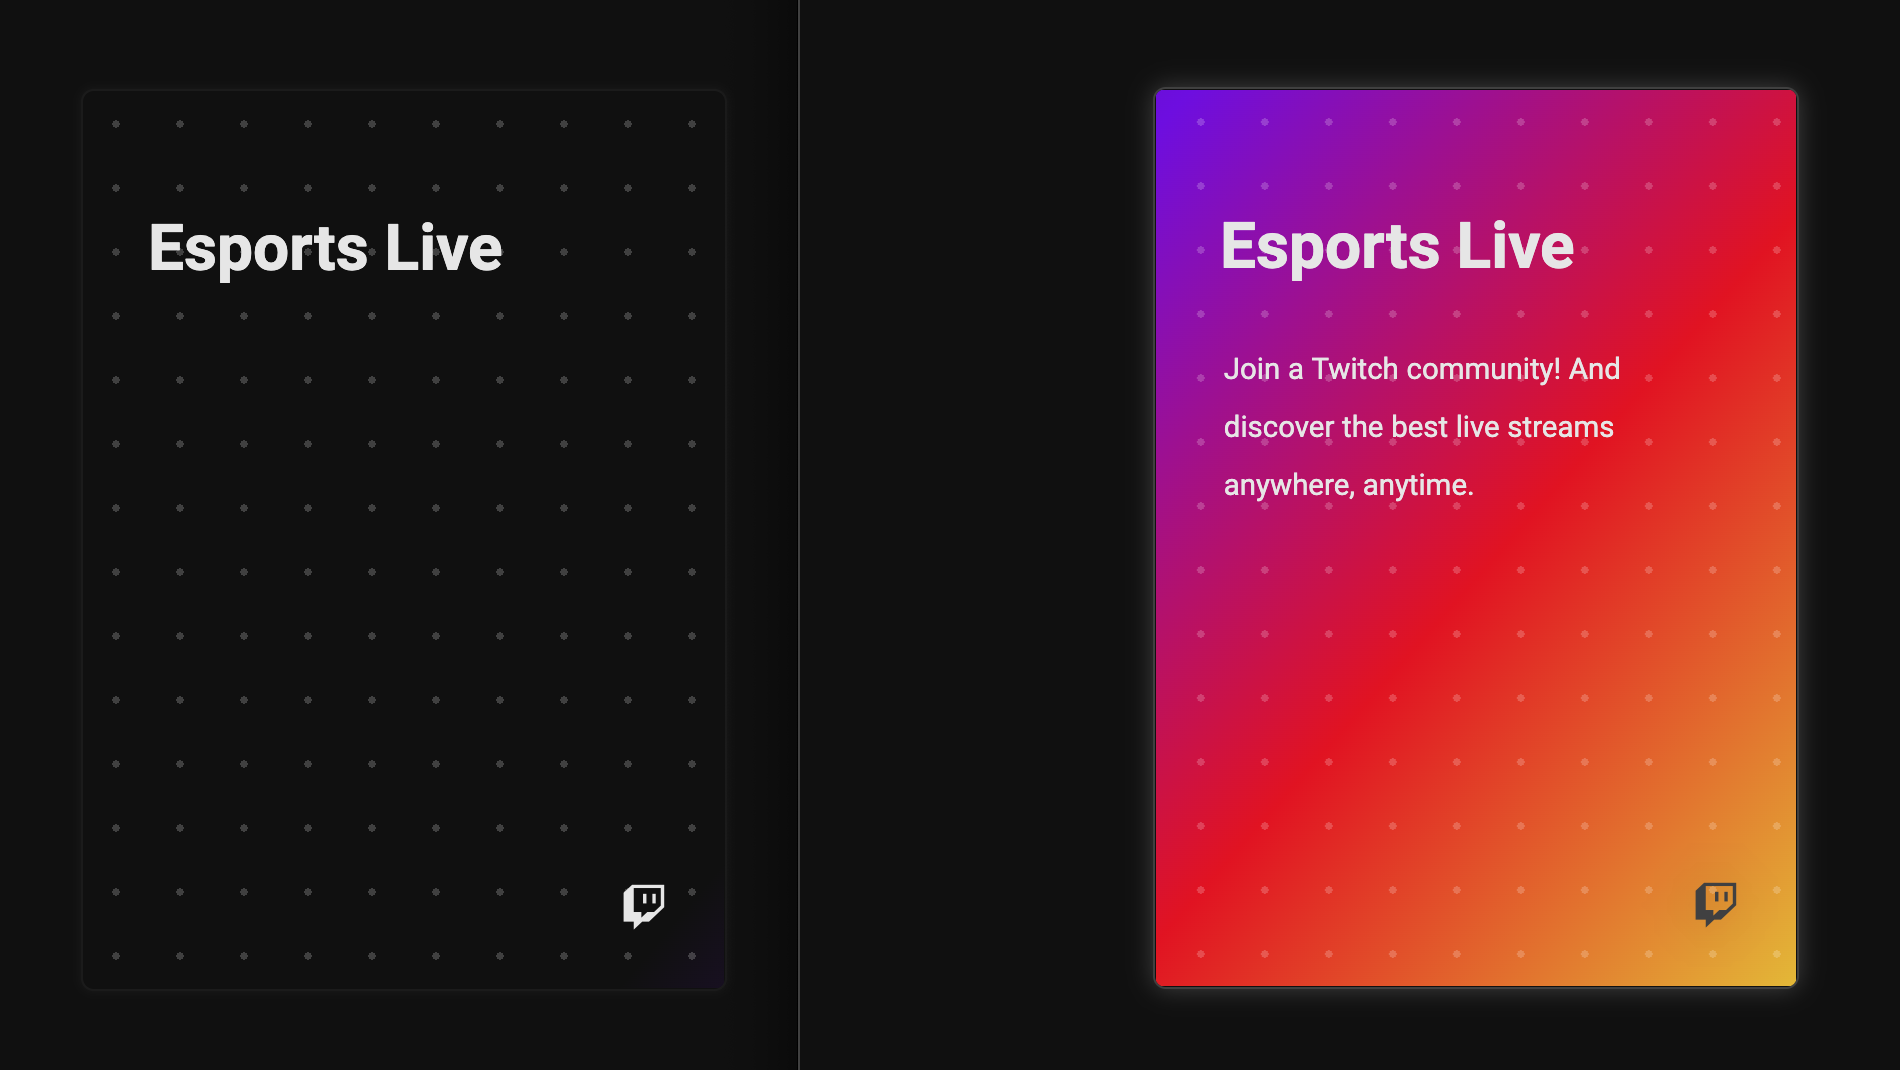 Esports Live
Esports Live
Join a Twitch community! And
discover the best live streams
anywhere, anytime.